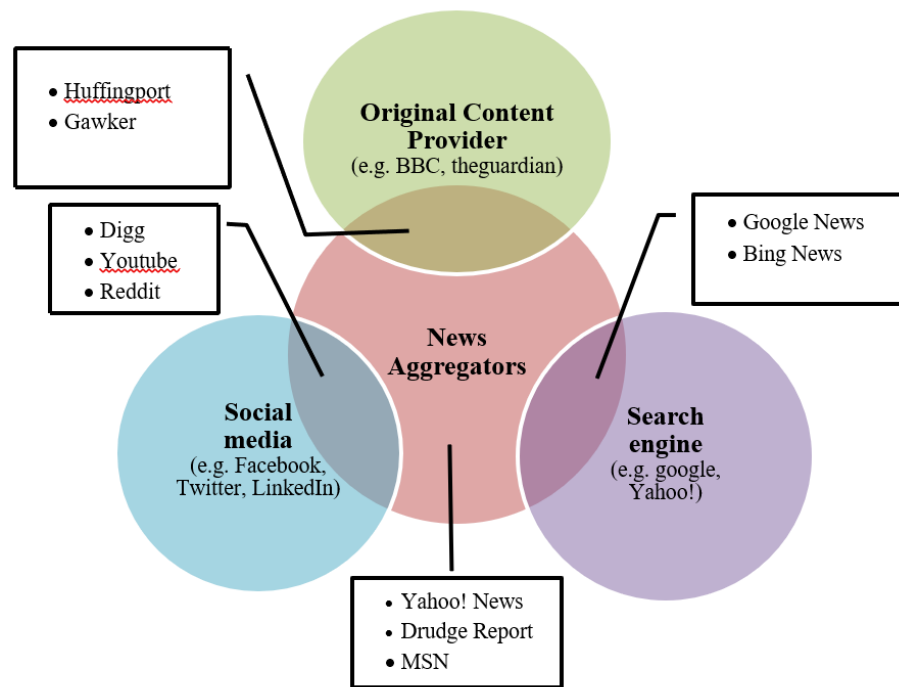 • Huffingport
• Gawker
Original Content
Provider
(e.g. BBC, theguardian)
• Digg
• Youtube
• Reddit
• Google News
• Bing News
News
Aggregators
Social
media
(e.g. Facebook,
Twitter, LinkedIn)
Search
engine
(e.g. google,
Yahoo!)
• Yahoo! News
• Drudge Report
• MSN